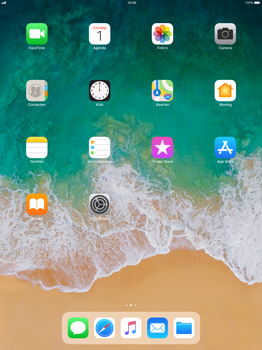 12:00
100%
FaceTime
Zondag
1
Agenda
Foto's
Camera
Contacten
Klok
Kaarten
Woning
Notities
Herinneringen
iTunes Store
App Store